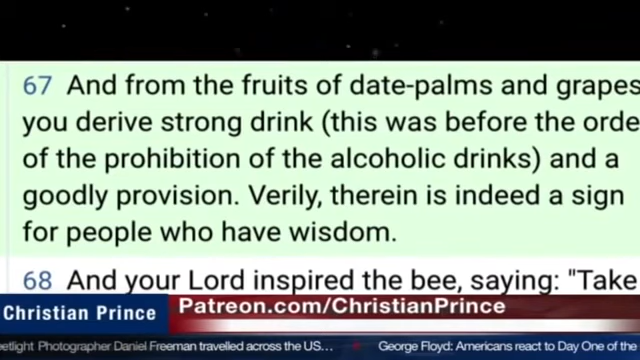 67 And from the fruits of date-palms and grapes
you derive strong drink (this was before the orde
of the prohibition of the alcoholic drinks) and a
goodly provision. Verily, therein is indeed a sign
for people who have wisdom.
68 And your Lord inspired the bee, saying: "Take
Christian Prince
Patreon.com/ChristianPrince
eetlight Photographer Daniel Freeman travelled across the US... George Floyd: Americans react to Day One of the